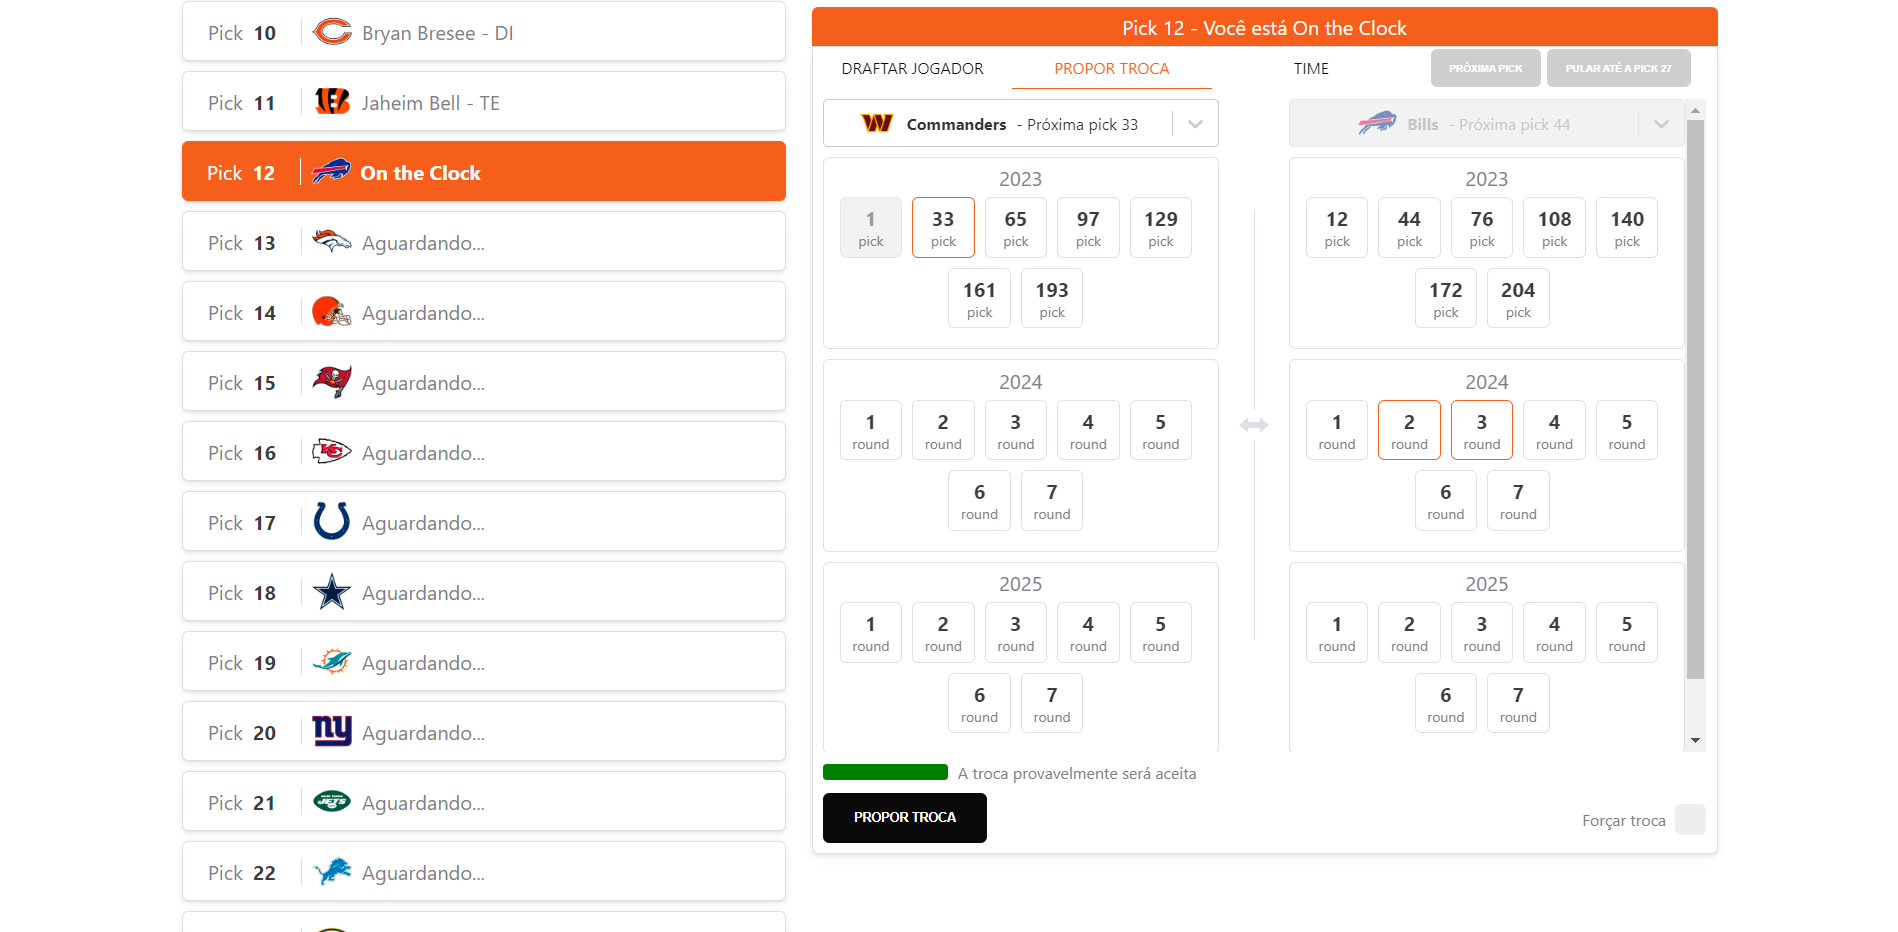 Pick 10 Bryan Bresee - DI
Pick 11 Jaheim Bell - TE
Pick 12 On the Clock
Pick 13 Aguardando...
Pick 14 Aguardando...
Pick 15 Aguardando...
Pick 16 Aguardando...
Pick 17 Aguardando...
Pick 18 Aguardando...
Pick 19 Aguardando...
Pick 20 ny Aguardando...
Pick 21 JETS Aguardando...
Pick 22 Aguardando...
Pick 12 - Você está On the Clock
DRAFTAR JOGADOR PROPOR TROCA TIME PRÓXIMA PICK PULAR ATÉ A PICK 27
Commanders - Próxima pick 33
2023
1 33 65 97 129
pick pick pick pick pick
161 193
pick pick
2024
1 2 3 4 5
round round round round round
6 7
round round
2025
1 2 3 4 5
round round round round round
6 7
round round
Bills - Próxima pick 44
2023
12 44 76 108 140
pick pick pick pick pick
172 204
pick pick
2024
1 2 3 4 5
round round round round round
6 7
round round
2025
1 2 3 4 5
round round round round round
6 7
round round
A troca provavelmente será aceita
PROPOR TROCA
Forçar troca